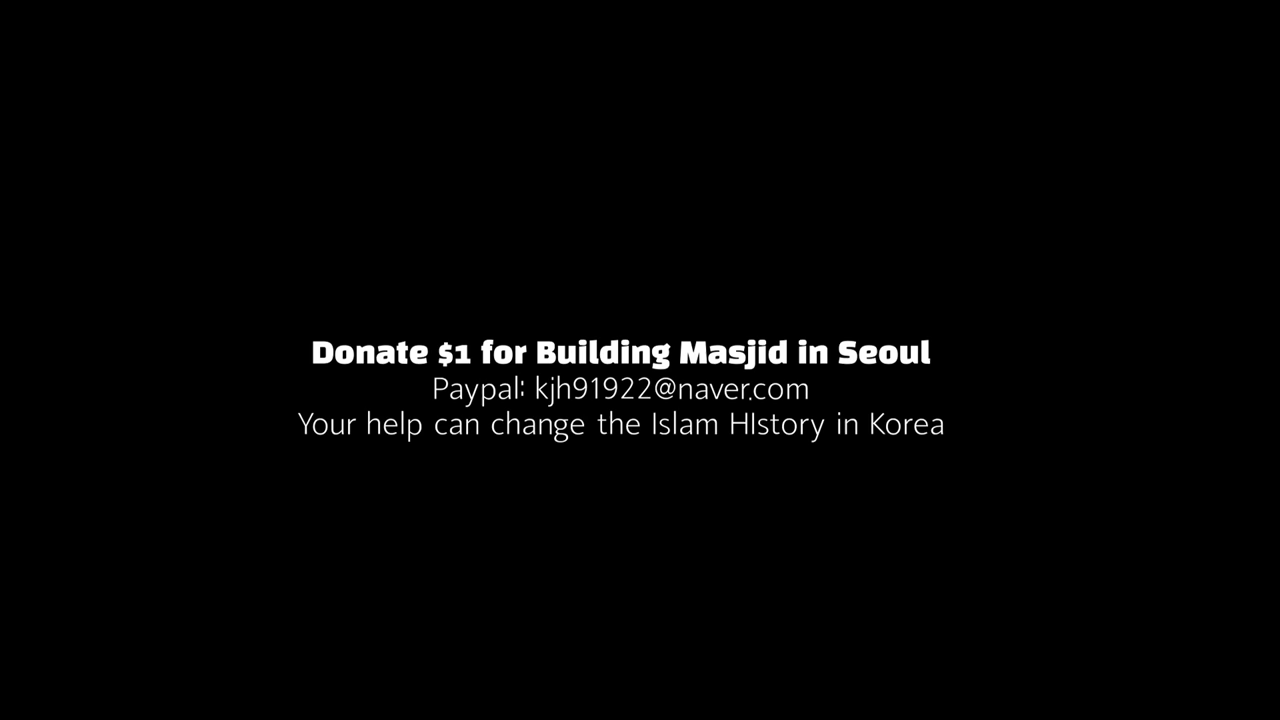 Donate $1 for Building Masjid in Seoul
Paypal: kjh91922@naver.com
Your help can change the Islam HIstory in Korea